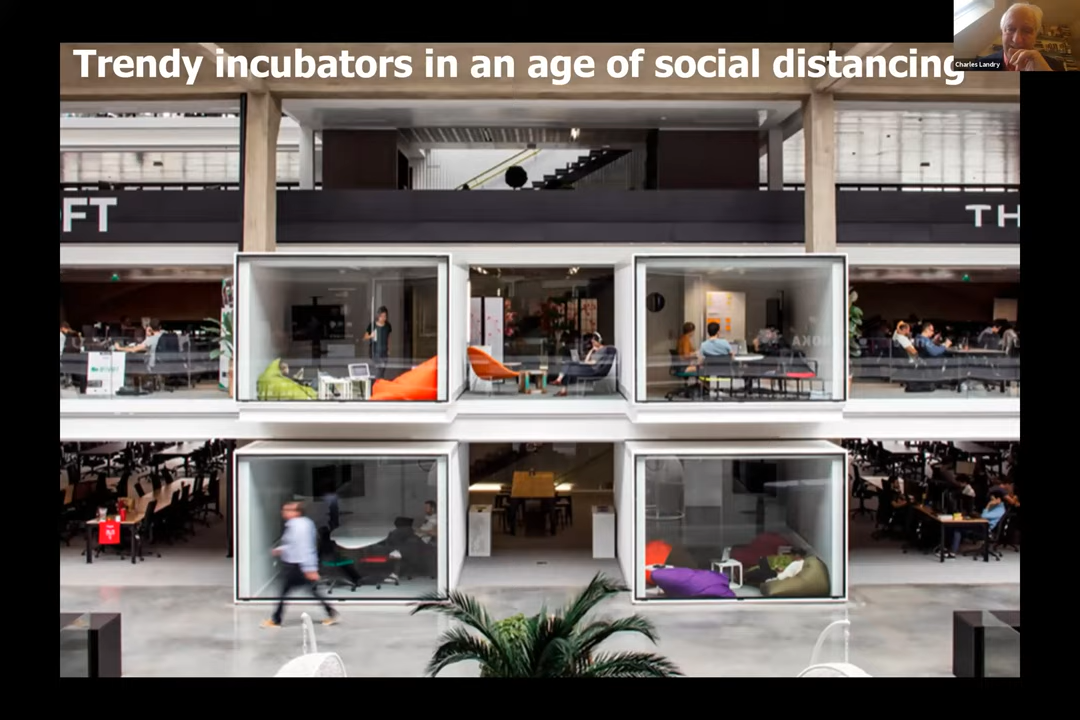 Trendy incubators in an age of social distancing
Charles Landry
FT
TH